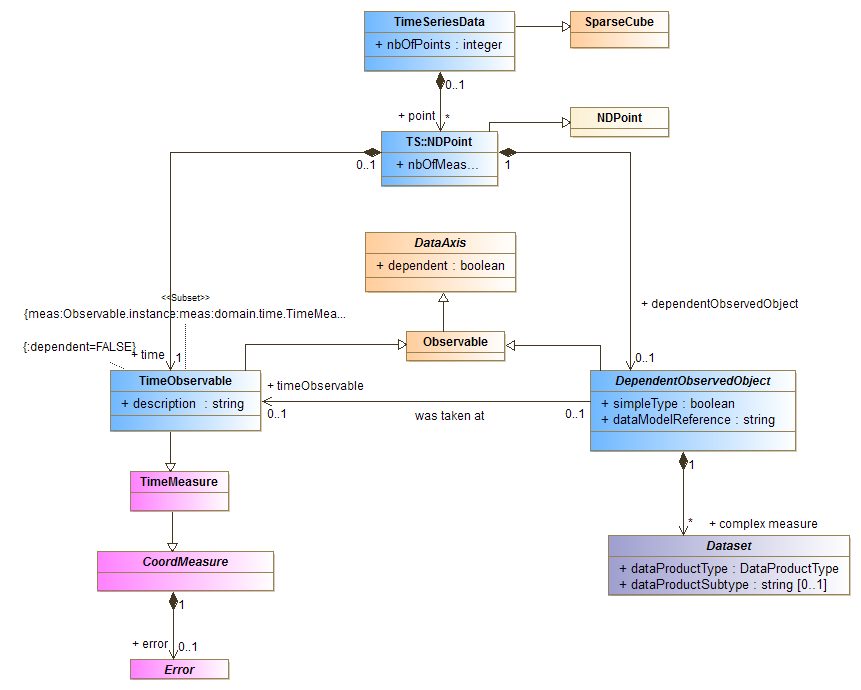 TimeSeriesData
+ nbOfPoints : integer
SparseCube
0..1
+ point
*
NDPoint
TS::NDPoint
+ nbOfMeas...
0..1
1
DataAxis
+ dependent : boolean
<<Subset>>
{meas:Observable.instance:meas:domain.time.TimeMea...
+ dependentObservedObject
Observable
{:dependent=FALSE}
+ time
1
0..1
TimeObservable
+ description : string
+ timeObservable
0..1
was taken at
0..1
DependentObservedObject
+ simpleType : boolean
+ dataModelReference : string
1
TimeMeasure
*
+ complex measure
CoordMeasure
Dataset
+ dataProductType : DataProductType
+ dataProductSubtype : string [0..1]
1
+ error
0..1
Error